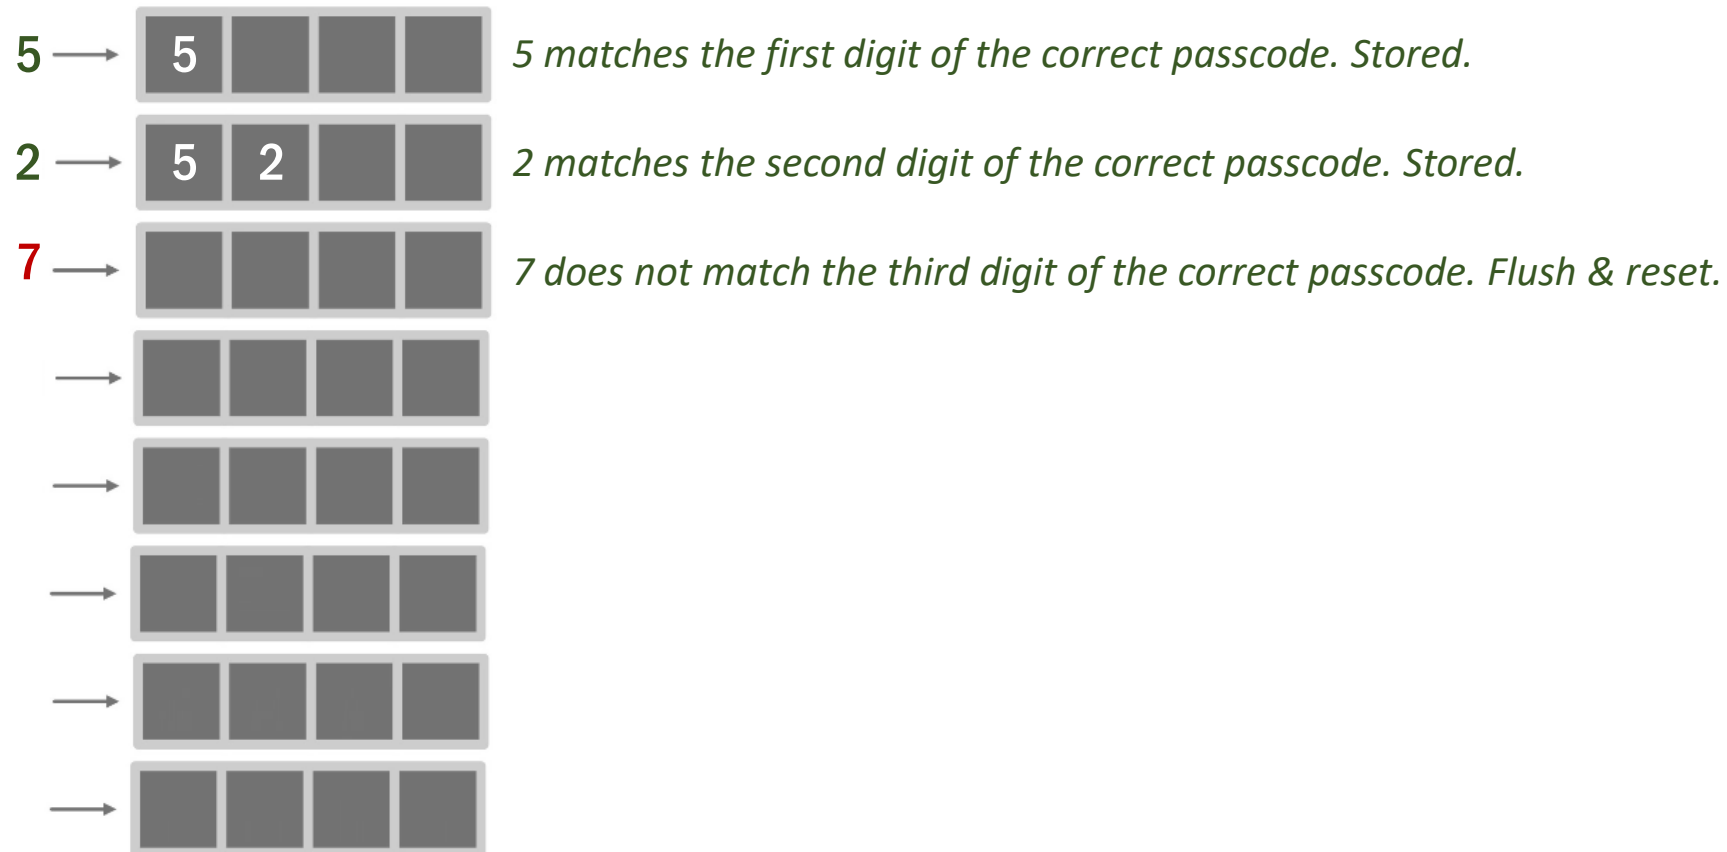 5 5 5 matches the first digit of the correct passcode. Stored.
2 5 2 2 matches the second digit of the correct passcode. Stored.
7 7 does not match the third digit of the correct passcode. Flush & reset.